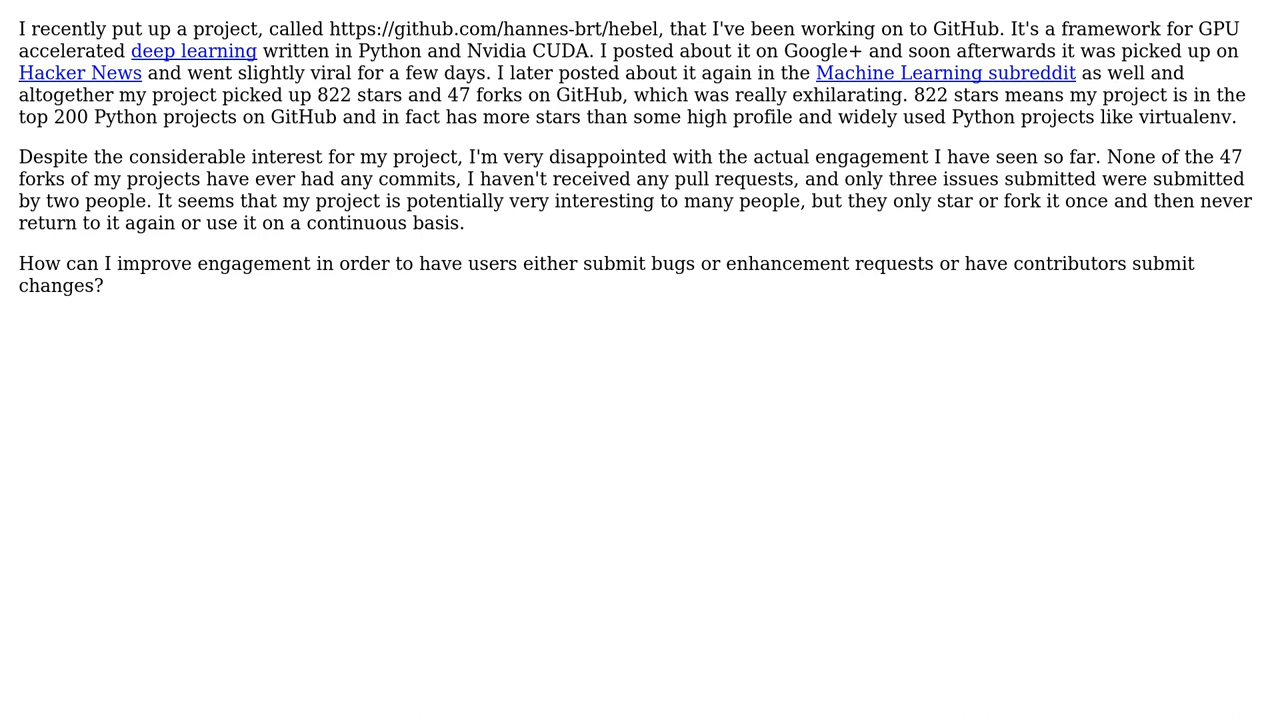 I recently put up a project, called https://github.com/hannes-brt/hebel, that I've been working on to GitHub. It's a framework for GPU
accelerated deep learning written in Python and Nvidia CUDA. I posted about it on Google+ and soon afterwards it was picked up on
Hacker News and went slightly viral for a few days. I later posted about it again in the Machine Learning subreddit as well and
altogether my project picked up 822 stars and 47 forks on GitHub, which was really exhilarating. 822 stars means my project is in the
top 200 Python projects on GitHub and in fact has more stars than some high profile and widely used Python projects like virtualenv.
Despite the considerable interest for my project, I'm very disappointed with the actual engagement I have seen so far. None of the 47
forks of my projects have ever had any commits, I haven't received any pull requests, and only three issues submitted were submitted
by two people. It seems that my project is potentially very interesting to many people, but they only star or fork it once and then never
return to it again or use it on a continuous basis.
How can I improve engagement in order to have users either submit bugs or enhancement requests or have contributors submit
changes?